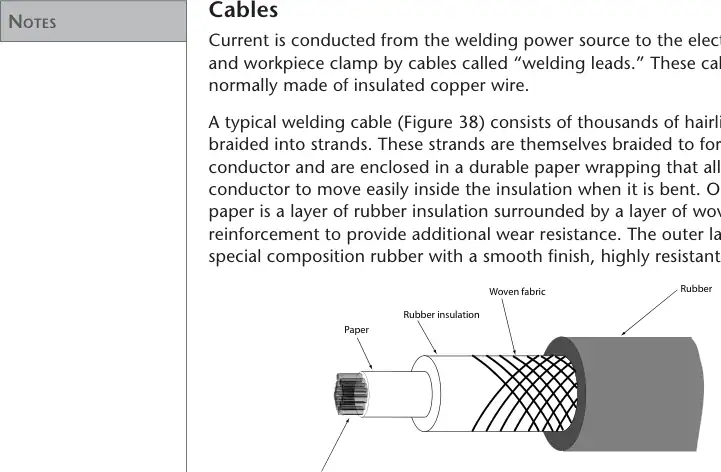 NOTES
Cables
Current is conducted from the welding power source to the elect
and workpiece clamp by cables called “welding leads.” These cal
normally made of insulated copper wire.
A typical welding cable (Figure 38) consists of thousands of hairli
braided into strands. These strands are themselves braided to for
conductor and are enclosed in a durable paper wrapping that all
conductor to move easily inside the insulation when it is bent. O
paper is a layer of rubber insulation surrounded by a layer of wov
reinforcement to provide additional wear resistance. The outer la
special composition rubber with a smooth finish, highly resistant
Rubber
Woven fabric
Rubber insulation
Paper